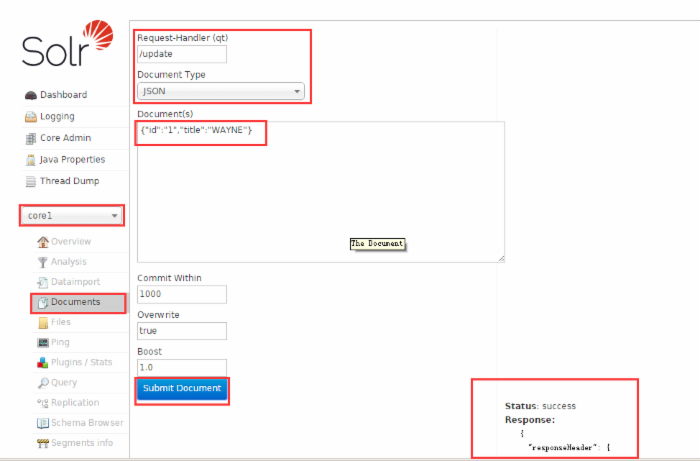 Solr
Dashboard
Logging
Core Admin
Java Properties
Thread Dump
core1
Overview
Analysis
Dataimport
Documents
Files
Ping
Plugins / Stats
Query
Replication
Schema Browser
Segments info
Request-Handler (qt)
/update
Document Type
JSON
Document(s)
{"id":"1","title":"WAYNE"}
The Document
Commit Within
1000
Overwrite
true
Boost
1.0
Submit Document
Status: success
Response:
{
"responseHeader": {